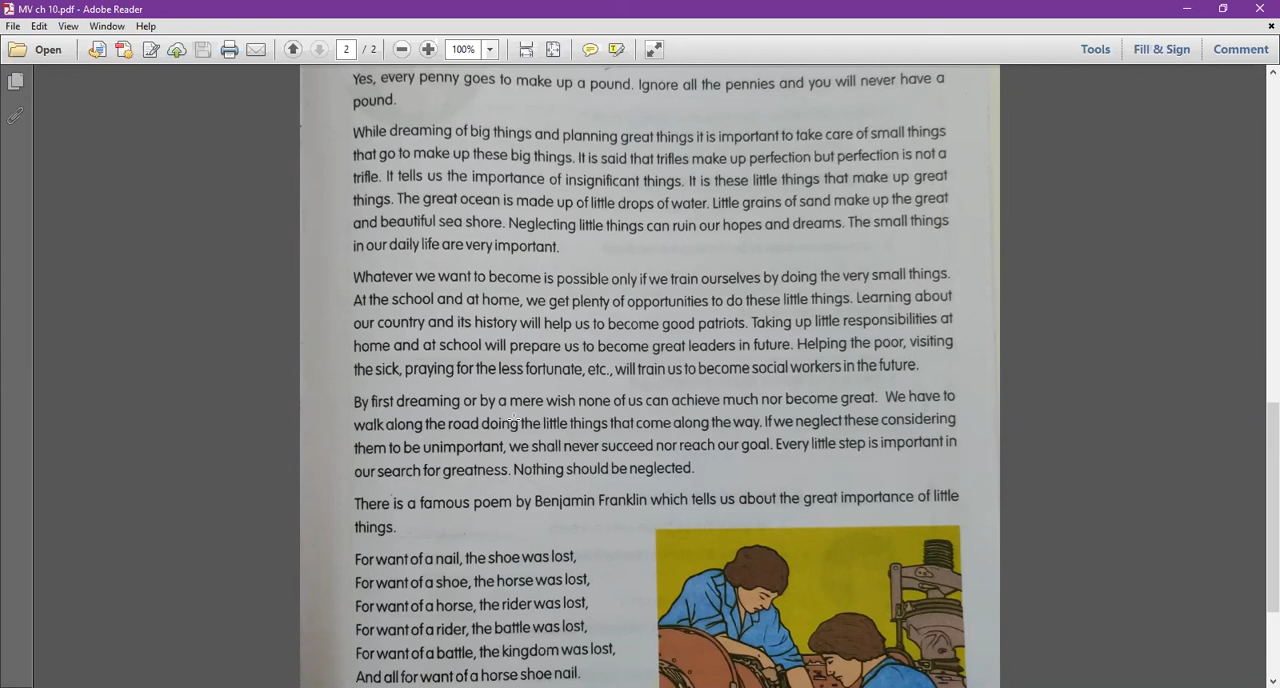 MV ch 10.pdf - Adobe Reader
File Edit View Window Help
Open 2 / 2 100% Tools Fill & Sign Comment
Yes, every penny goes to make up a pound. Ignore all the pennies and you will never have a
pound.
While dreaming of big things and planning great things it is important to take care of small things
that go to make up these big things. It is said that trifles make up perfection but perfection is not a
trifle. It tells us the importance of insignificant things. It is these little things that make up great
things. The great ocean is made up of little drops of water. Little grains of sand make up the great
and beautiful sea shore. Neglecting little things can ruin our hopes and dreams. The small things
in our daily life are very important.
Whatever we want to become is possible only if we train ourselves by doing the very small things.
At the school and at home, we get plenty of opportunities to do these little things. Learning about
our country and its history will help us to become good patriots. Taking up little responsibilities at
home and at school will prepare us to become great leaders in future. Helping the poor, visiting
the sick, praying for the less fortunate, etc., will train us to become social workers in the future.
By first dreaming or by a mere wish none of us can achieve much nor become great. We have to
walk along the road doing the little things that come along the way. If we neglect these considering
them to be unimportant, we shall never succeed nor reach our goal. Every little step is important in
our search for greatness. Nothing should be neglected.
There is a famous poem by Benjamin Franklin which tells us about the great importance of little
things.
For want of a nail, the shoe was lost,
For want of a shoe, the horse was lost,
For want of a horse, the rider was lost,
For want of a rider, the battle was lost,
For want of a battle, the kingdom was lost,
And all for want of a horse shoe nail.